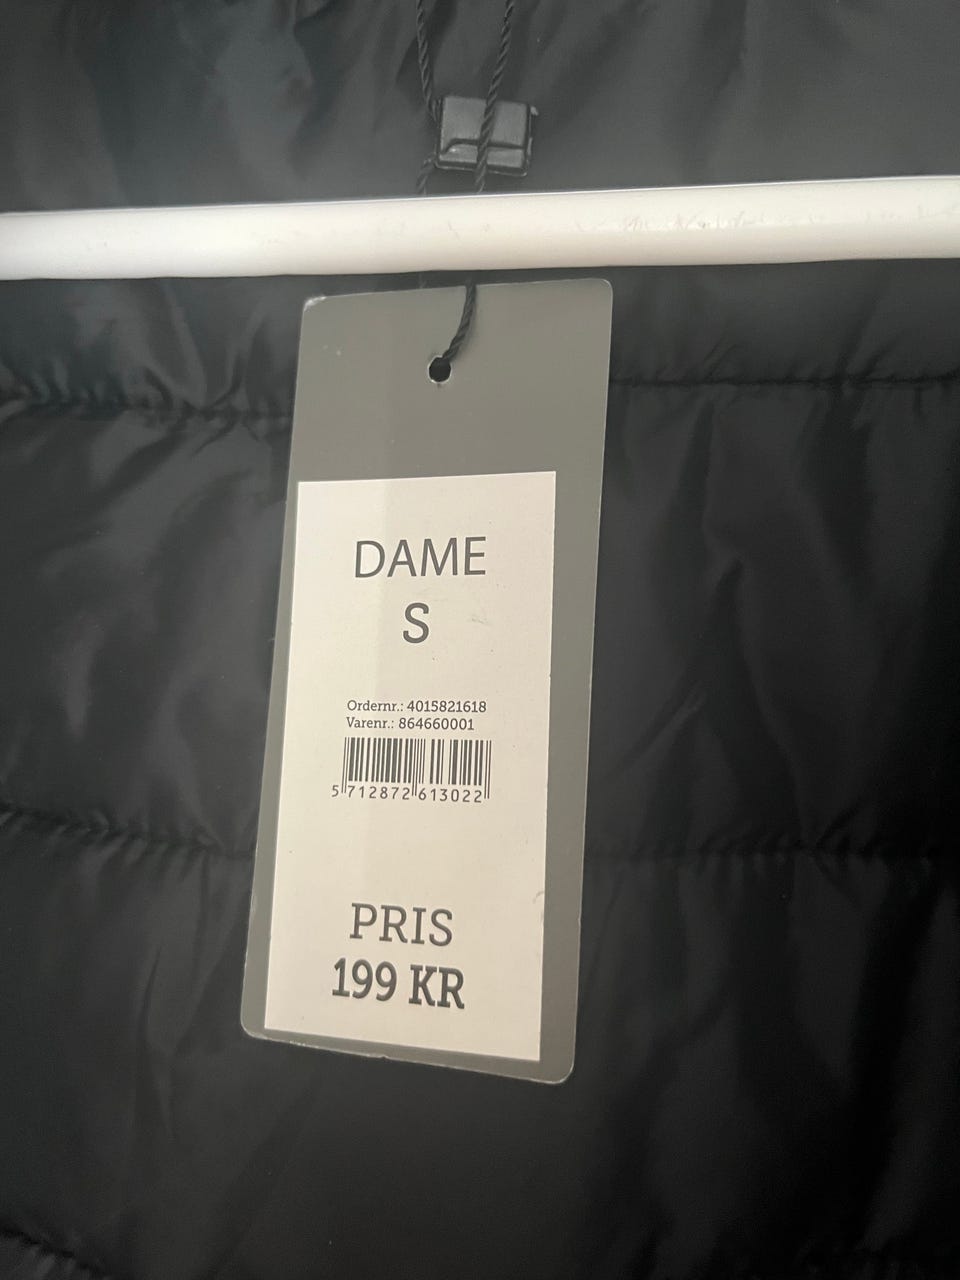 DAME
S
Ordernr.: 4015821618
Varenr.: 864660001
5 712872 613022
PRIS
199 KR